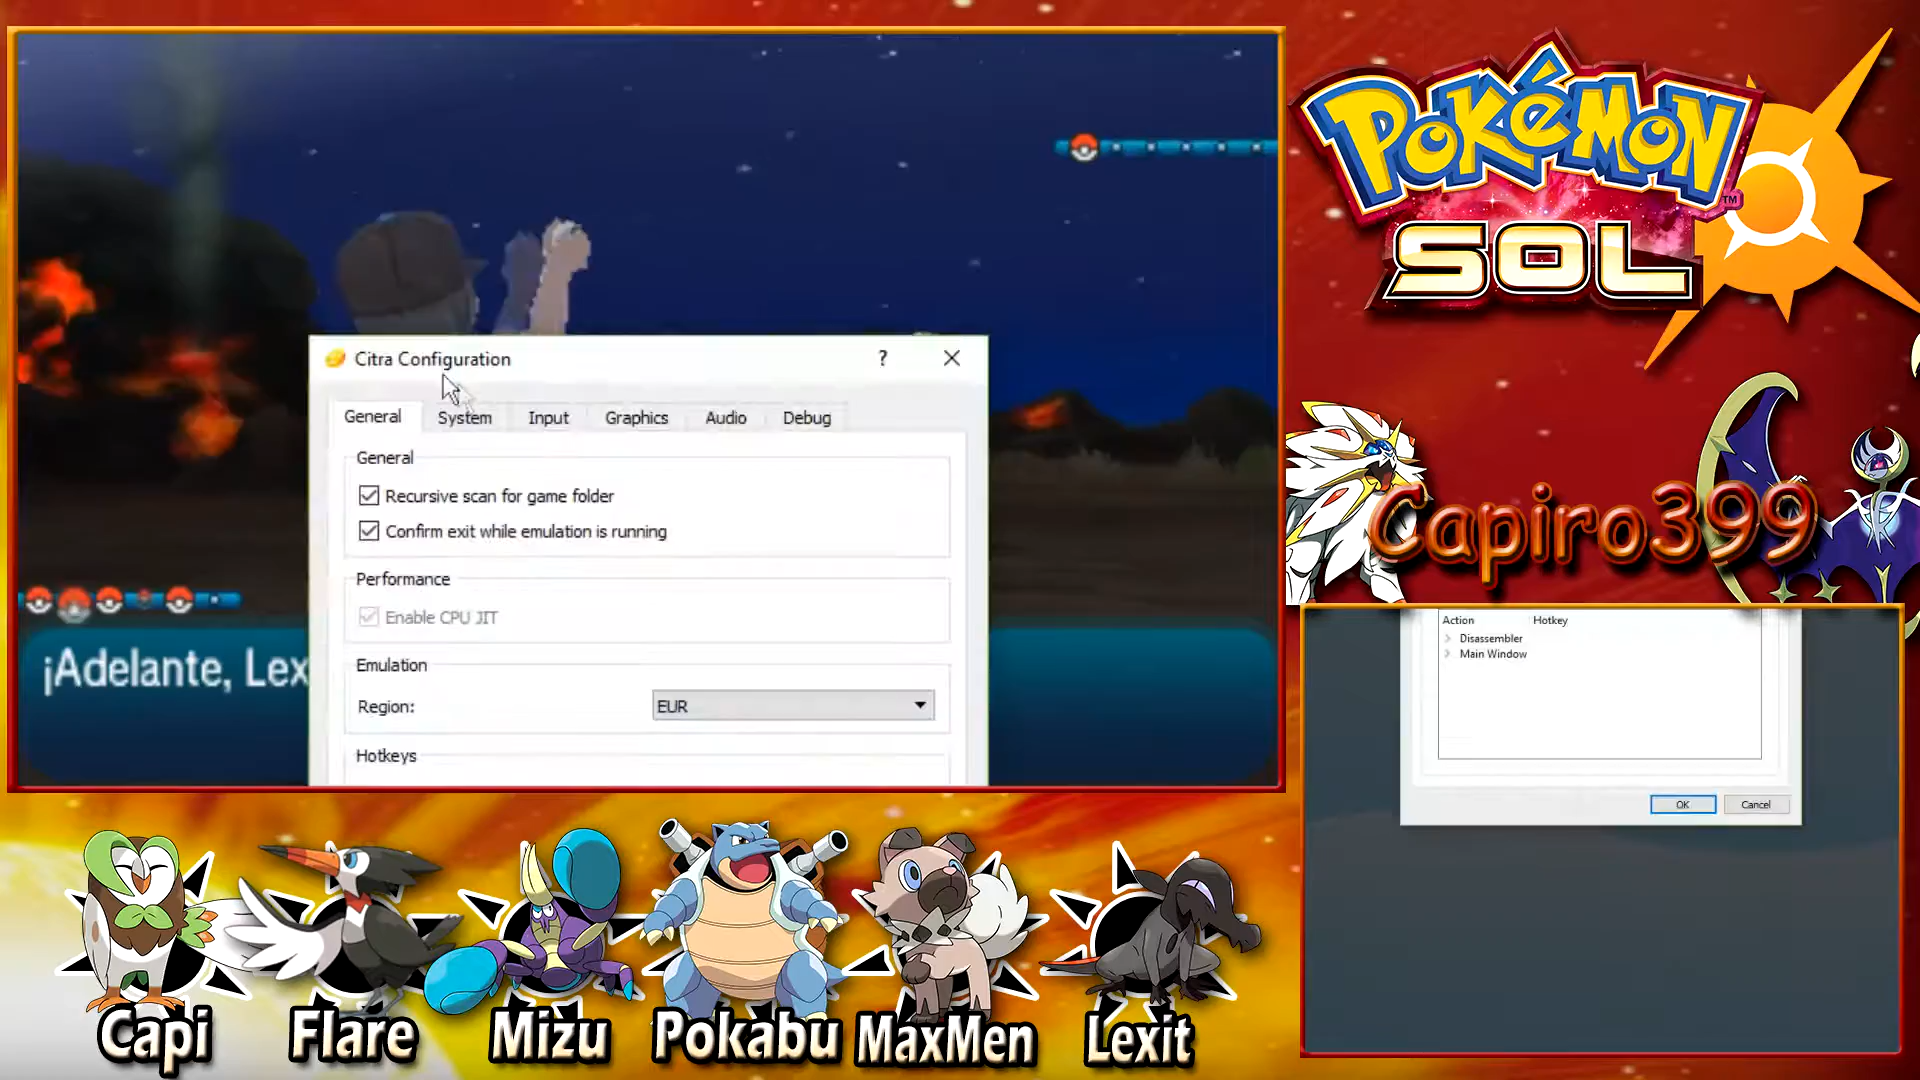 POKÉMON
TM
SOL
Citra Configuration
?
General System Input Graphics Audio Debug
General
Recursive scan for game folder
Confirm exit while emulation is running
Performance
Enable CPU JIT
Emulation
Region: EUR
Hotkeys
¡Adelante, Lex
Capiro399
Action Hotkey
Disassembler
Main Window
OK Cancel
Capi Flare Mizu Pokabu MaxMen Lexit